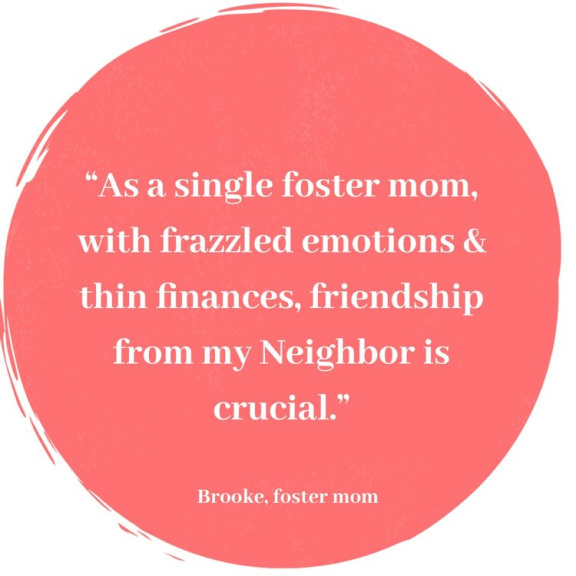 “As a single foster mom,
with frazzled emotions &
thin finances, friendship
from my Neighbor is
crucial.”
Brooke, foster mom